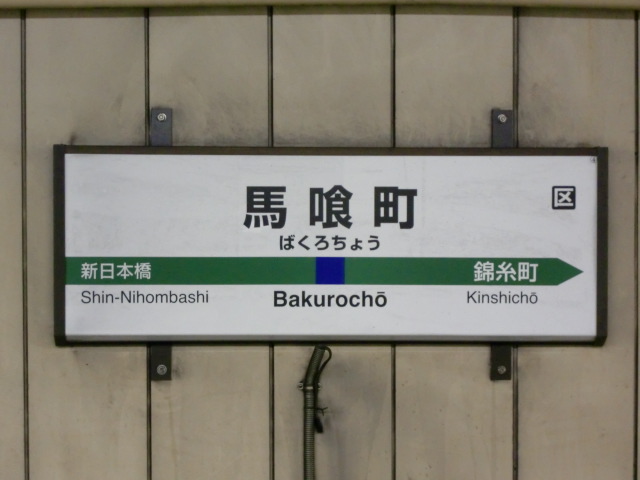 馬喰町
区
ばくろちょう
新日本橋
錦糸町
Shin-Nihombashi
Bakurochō
Kinshichō